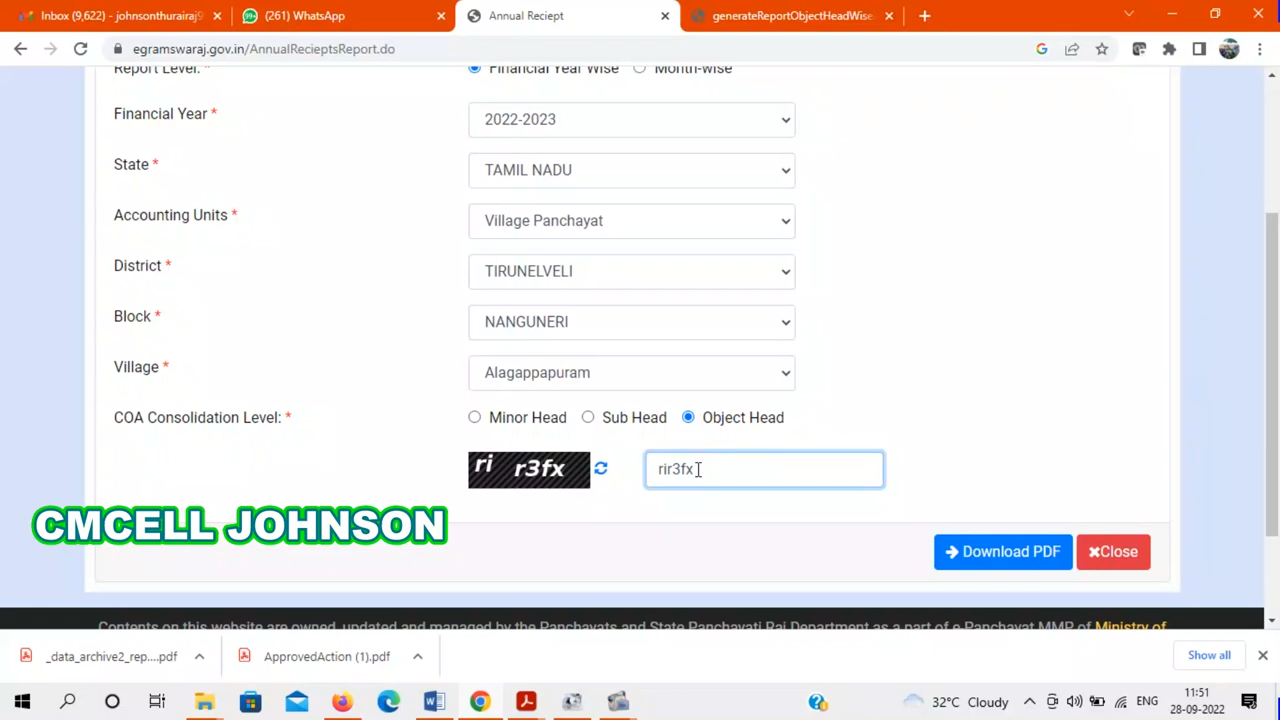 Inbox (9,622) - johnsonthurairaj9
(261) WhatsApp
Annual Reciept
generateReportObjectHeadWise
egramswaraj.gov.in/AnnualRecieptsReport.do
Report Level: * Financial Year Wise Month-wise
Financial Year * 2022-2023
State * TAMIL NADU
Accounting Units * Village Panchayat
District * TIRUNELVELI
Block * NANGUNERI
Village * Alagappapuram
COA Consolidation Level: * Minor Head Sub Head Object Head
ri r3fx rir3fx
CMCELL JOHNSON
Download PDF Close
Contents on this website are owned, updated and managed by the Panchayats and State Panchayati Raj Department as a part of e-Panchayat MMP of Ministry of
_data_archive2_rep....pdf ApprovedAction (1).pdf Show all
32°C Cloudy ENG 11:51
28-09-2022